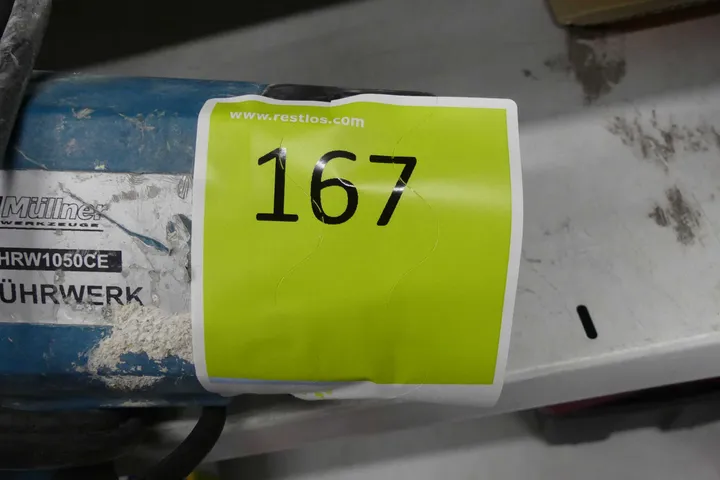 www.restlos.com
167
Müllner
WERKZEUGE
HRW1050CE
ÜHRWERK